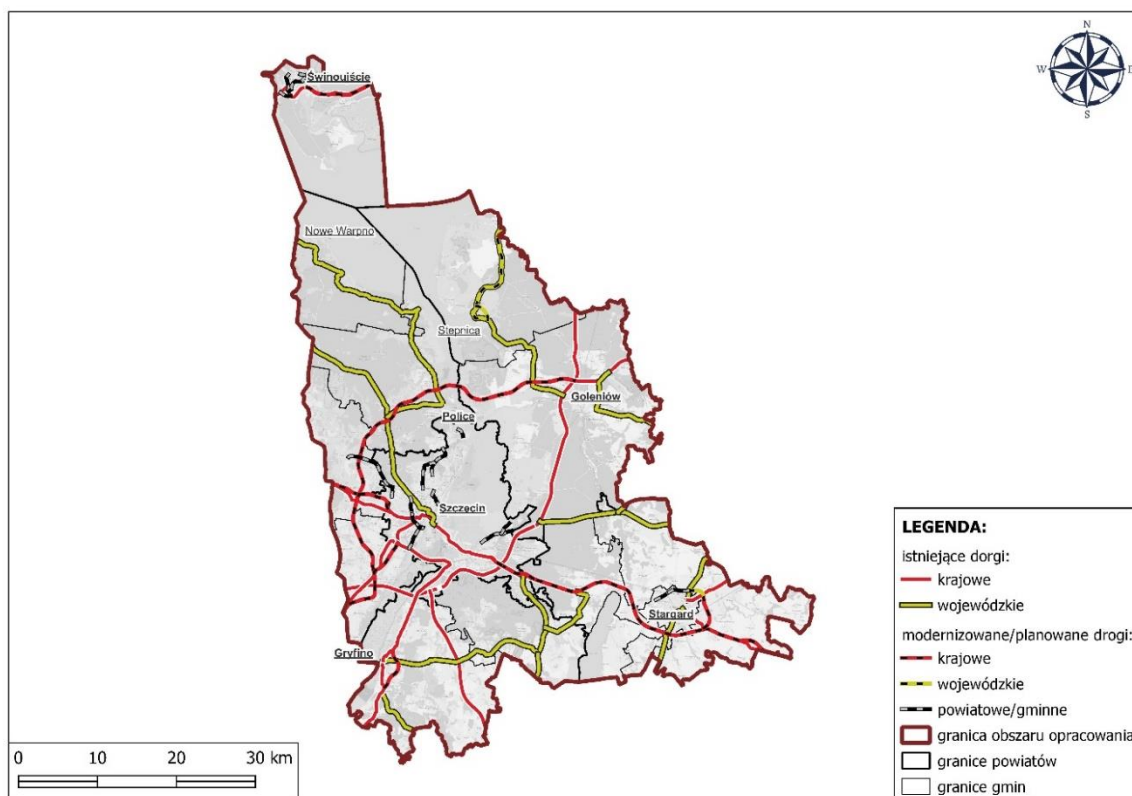 N
W
E
S
Świnoujście
Nowe Warpno
Stepnica
Goleniów
Police
Szczecin
Stargard
Gryfino
LEGENDA:
istniejące dorgi:
krajowe
wojewódzkie
modernizowane/planowane drogi:
krajowe
wojewódzkie
powiatowe/gminne
granica obszaru opracowania
granice powiatów
granice gmin
0 10 20 30 km